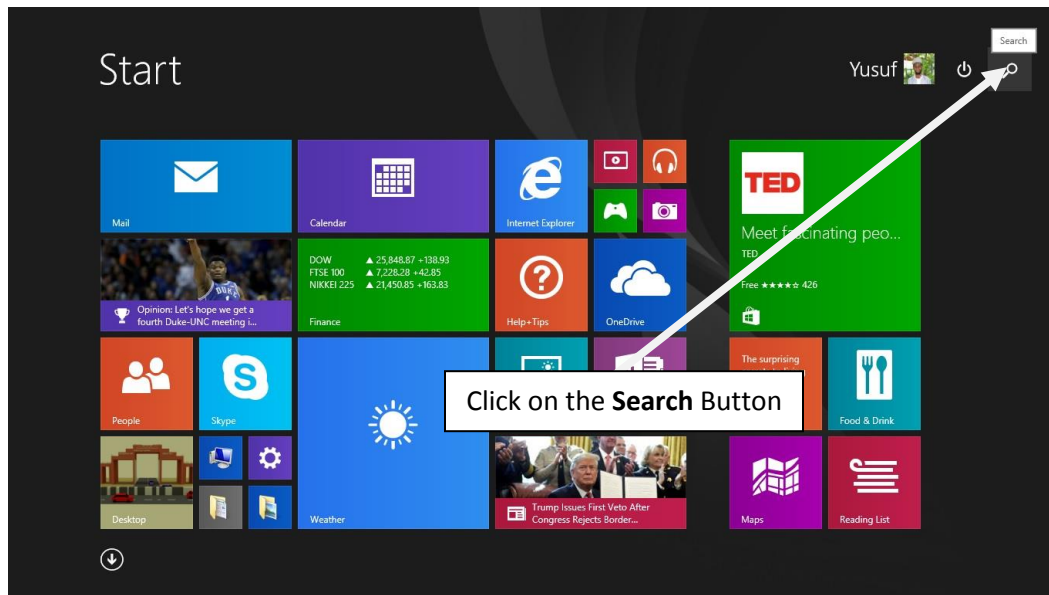 Search
Start
Yusuf
Mail
Calendar
Internet Explorer
TED
Meet fascinating peo...
TED
Free ★★★★☆ 426
DUKE
Opinion: Let's hope we get a
fourth Duke-UNC meeting i...
DOW ▲ 25,848.87 +138.93
FTSE 100 ▲ 7,228.28 +42.85
NIKKEI 225 ▲ 21,450.85 +163.83
Finance
Help+Tips
OneDrive
People
Skype
Click on the Search Button
The surprising
Food & Drink
Desktop
Weather
Trump Issues First Veto After
Congress Rejects Border...
Maps
Reading List